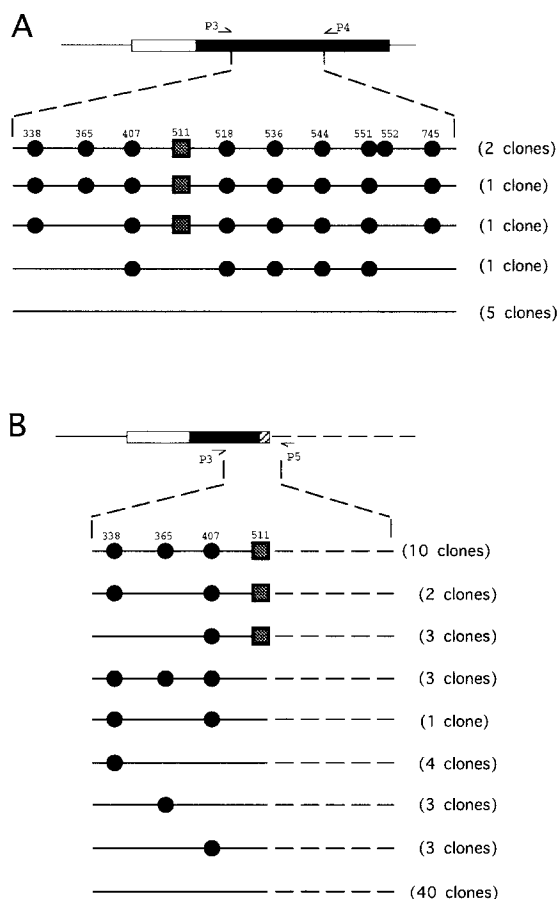 A
P3 P4
338 365 407 511 518 536 544 551 552 745
(2 clones)
(1 clone)
(1 clone)
(1 clone)
(5 clones)
B
P3 P5
338 365 407 511
(10 clones)
(2 clones)
(3 clones)
(3 clones)
(1 clone)
(4 clones)
(3 clones)
(3 clones)
(40 clones)